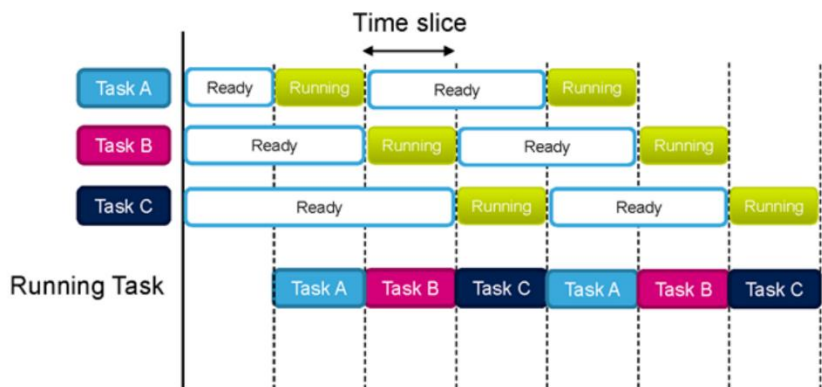 Time slice
Task A Ready Running Ready Running
Task B Ready Running Ready Running
Task C Ready Running Ready Running
Running Task Task A Task B Task C Task A Task B Task C